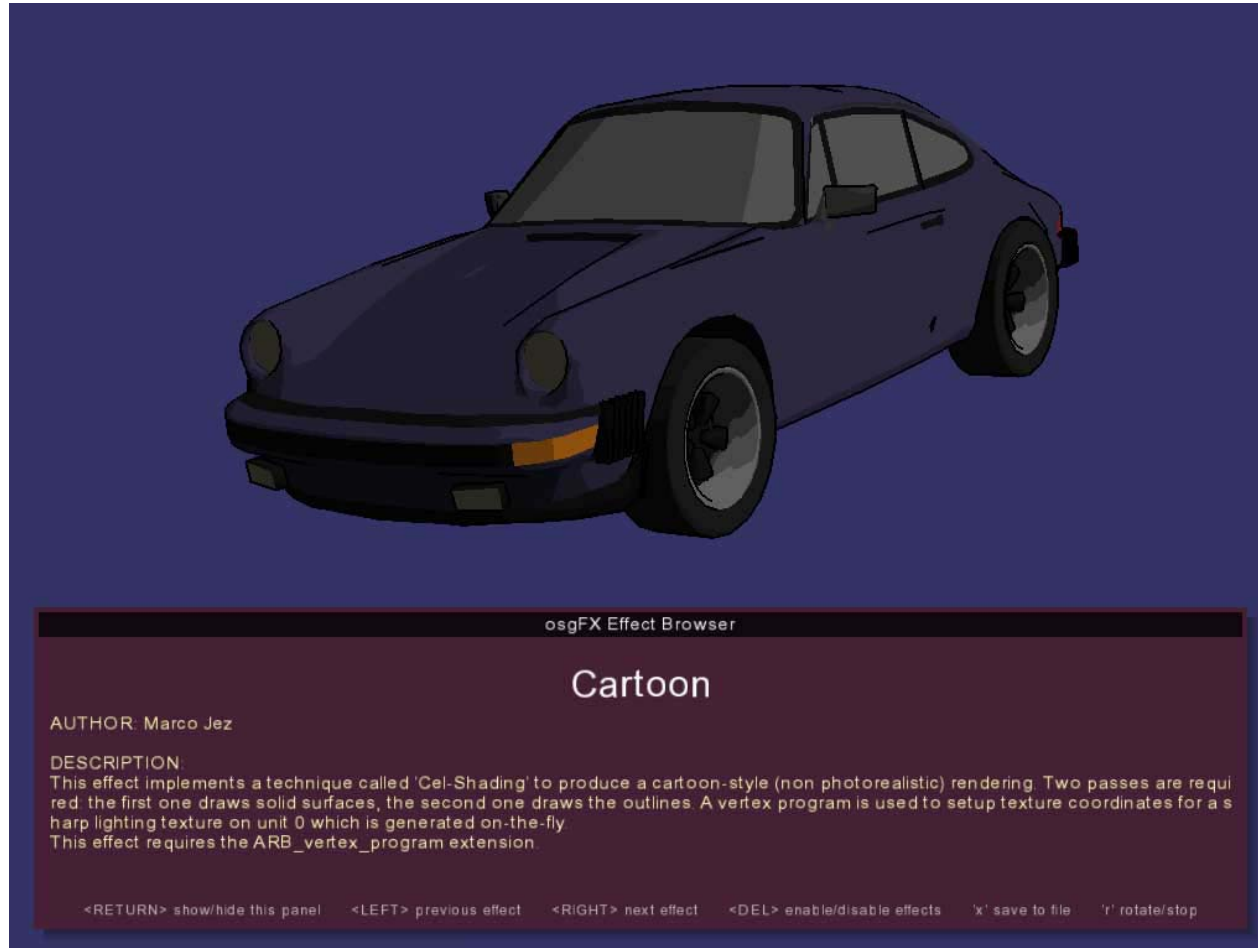 osgFX Effect Browser
Cartoon
AUTHOR: Marco Jez
DESCRIPTION:
This effect implements a technique called 'Cel-Shading' to produce a cartoon-style (non photorealistic) rendering. Two passes are requi
red: the first one draws solid surfaces, the second one draws the outlines. A vertex program is used to setup texture coordinates for a s
harp lighting texture on unit 0 which is generated on-the-fly.
This effect requires the ARB_vertex_program extension.
<RETURN> show/hide this panel <LEFT> previous effect <RIGHT> next effect <DEL> enable/disable effects 'x' save to file 'r' rotate/stop